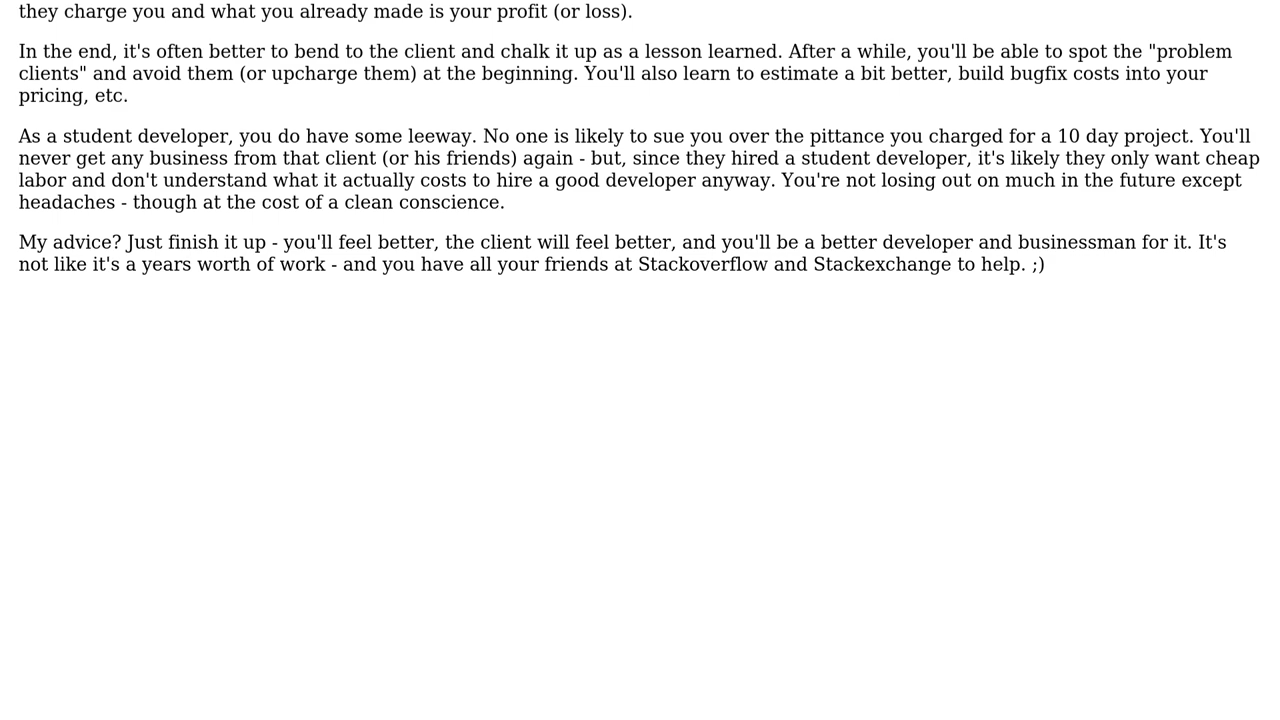 they charge you and what you already made is your profit (or loss).
In the end, it's often better to bend to the client and chalk it up as a lesson learned. After a while, you'll be able to spot the "problem
clients" and avoid them (or upcharge them) at the beginning. You'll also learn to estimate a bit better, build bugfix costs into your
pricing, etc.
As a student developer, you do have some leeway. No one is likely to sue you over the pittance you charged for a 10 day project. You'll
never get any business from that client (or his friends) again - but, since they hired a student developer, it's likely they only want cheap
labor and don't understand what it actually costs to hire a good developer anyway. You're not losing out on much in the future except
headaches - though at the cost of a clean conscience.
My advice? Just finish it up - you'll feel better, the client will feel better, and you'll be a better developer and businessman for it. It's
not like it's a years worth of work - and you have all your friends at Stackoverflow and Stackexchange to help. ;)